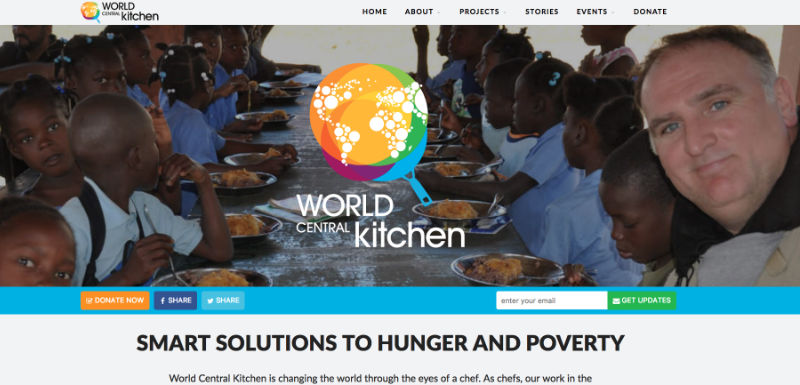 WORLD
CENTRAL kitchen
HOME ABOUT PROJECTS STORIES EVENTS DONATE
WORLD
CENTRAL kitchen
DONATE NOW SHARE SHARE enter your email GET UPDATES
SMART SOLUTIONS TO HUNGER AND POVERTY
World Central Kitchen is changing the world through the eyes of a chef. As chefs, our work in the